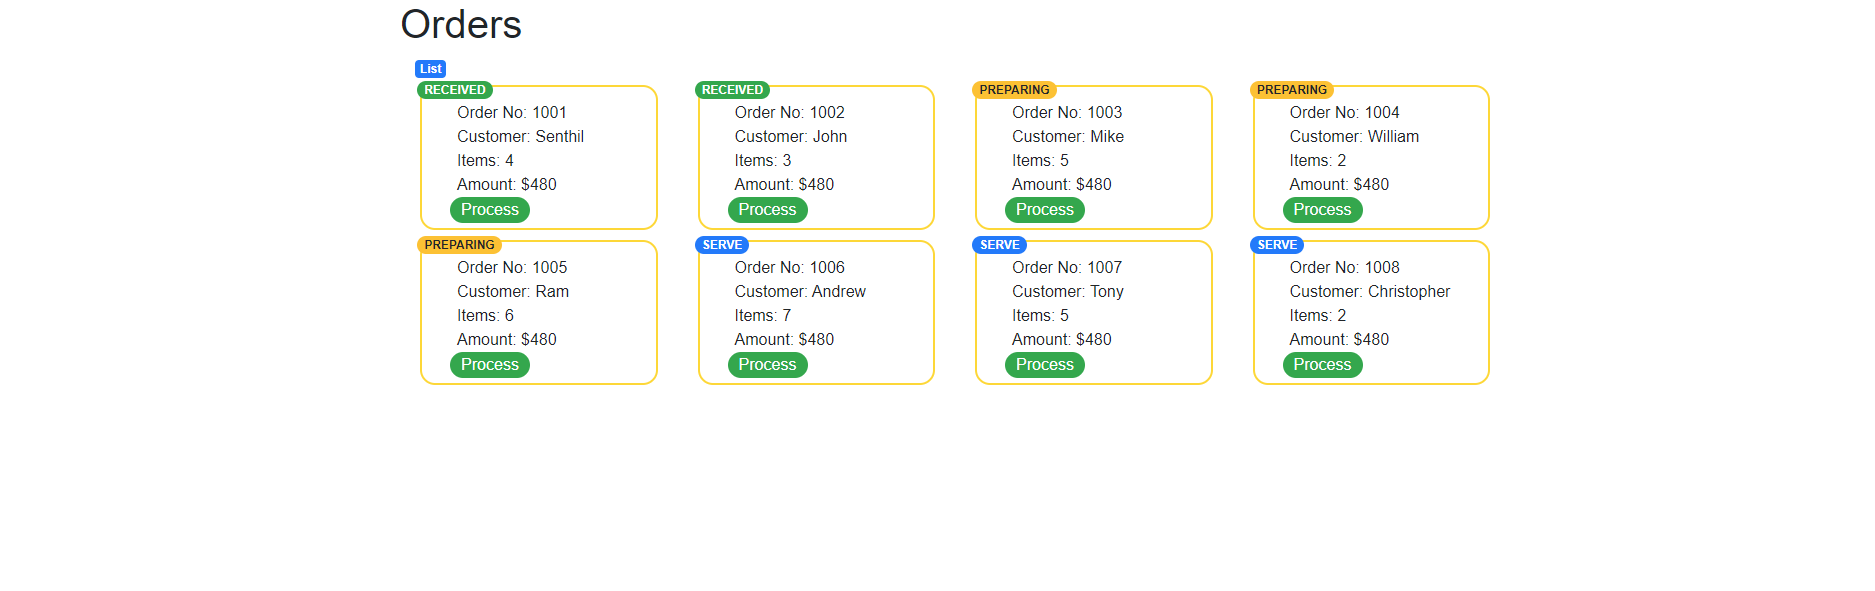 Orders
List
RECEIVED
Order No: 1001
Customer: Senthil
Items: 4
Amount: $480
Process
RECEIVED
Order No: 1002
Customer: John
Items: 3
Amount: $480
Process
PREPARING
Order No: 1003
Customer: Mike
Items: 5
Amount: $480
Process
PREPARING
Order No: 1004
Customer: William
Items: 2
Amount: $480
Process
PREPARING
Order No: 1005
Customer: Ram
Items: 6
Amount: $480
Process
SERVE
Order No: 1006
Customer: Andrew
Items: 7
Amount: $480
Process
SERVE
Order No: 1007
Customer: Tony
Items: 5
Amount: $480
Process
SERVE
Order No: 1008
Customer: Christopher
Items: 2
Amount: $480
Process